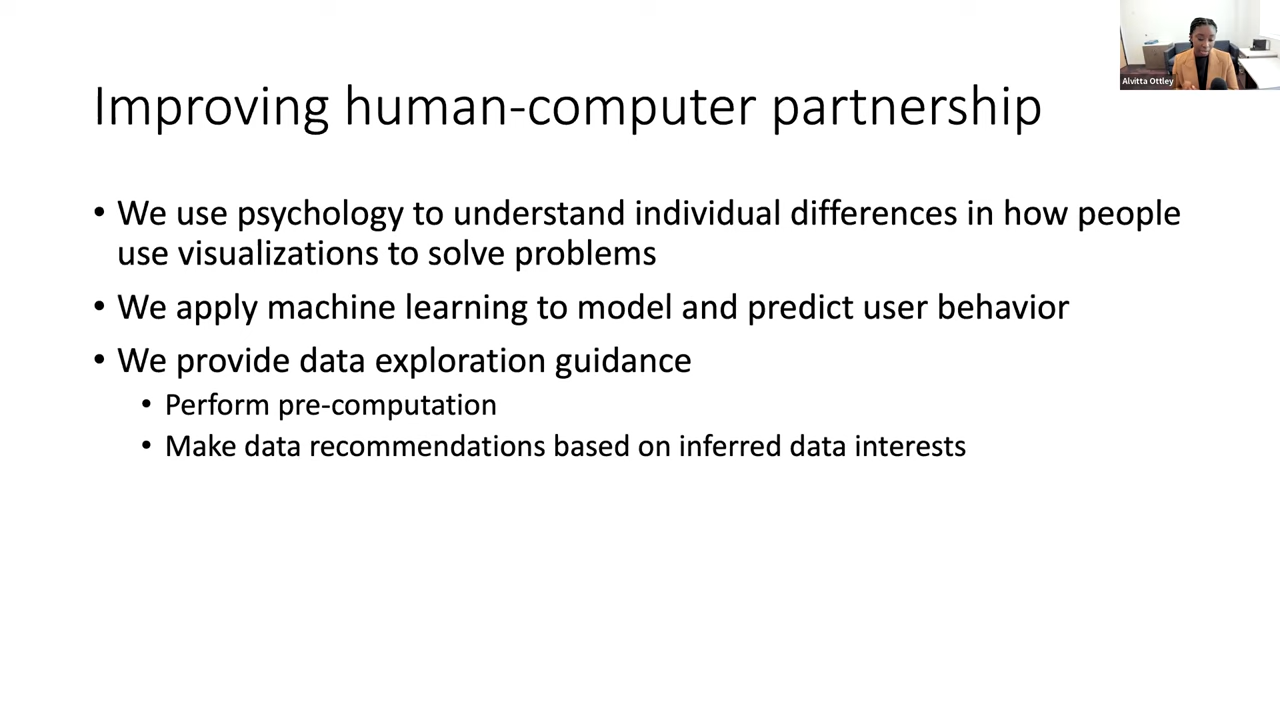 Alvitta Ottley
Improving human-computer partnership
• We use psychology to understand individual differences in how people
use visualizations to solve problems
• We apply machine learning to model and predict user behavior
• We provide data exploration guidance
• Perform pre-computation
• Make data recommendations based on inferred data interests